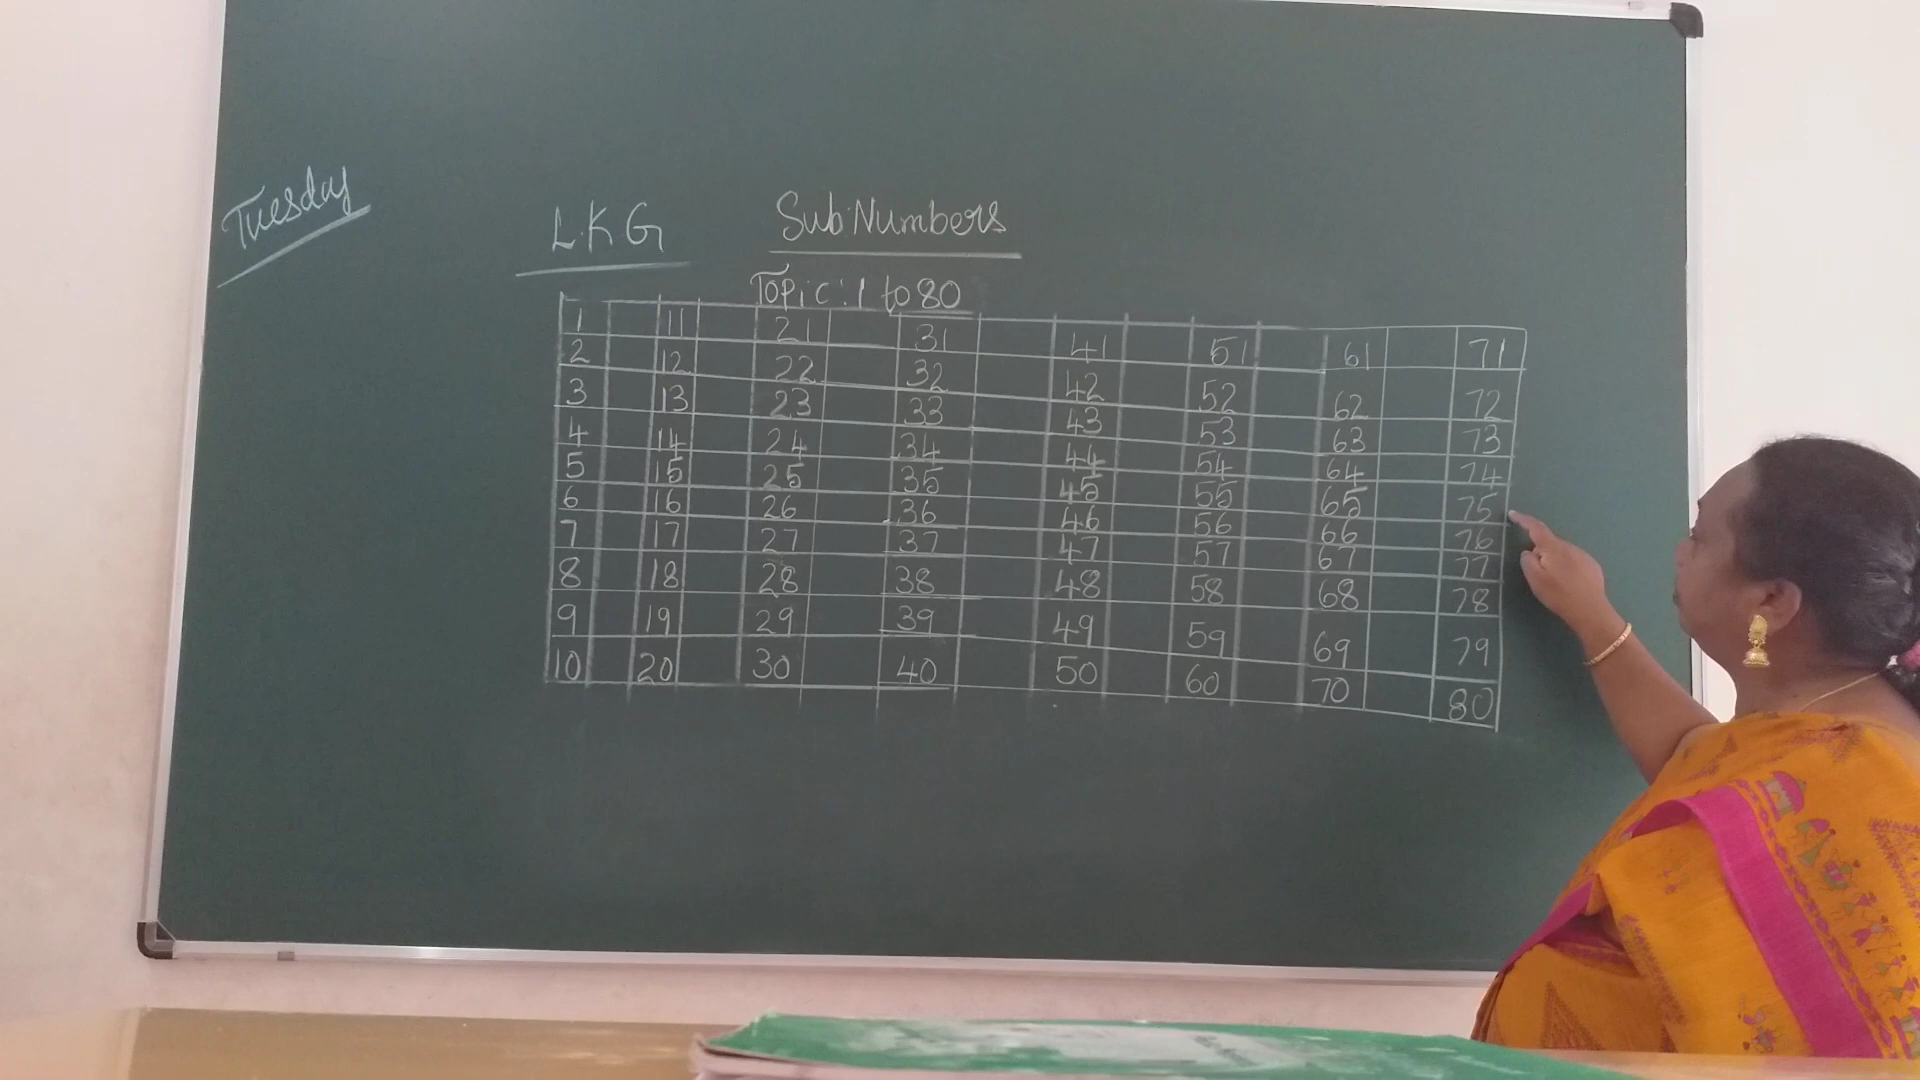 Tuesday
L.K.G Sub:Numbers
Topic: 1 to 80
1 11 21 31 41 51 61 71
2 12 22 32 42 52 62 72
3 13 23 33 43 53 63 73
4 14 24 34 44 54 64 74
5 15 25 35 45 55 65 75
6 16 26 36 46 56 66 76
7 17 27 37 47 57 67 77
8 18 28 38 48 58 68 78
9 19 29 39 49 59 69 79
10 20 30 40 50 60 70 80